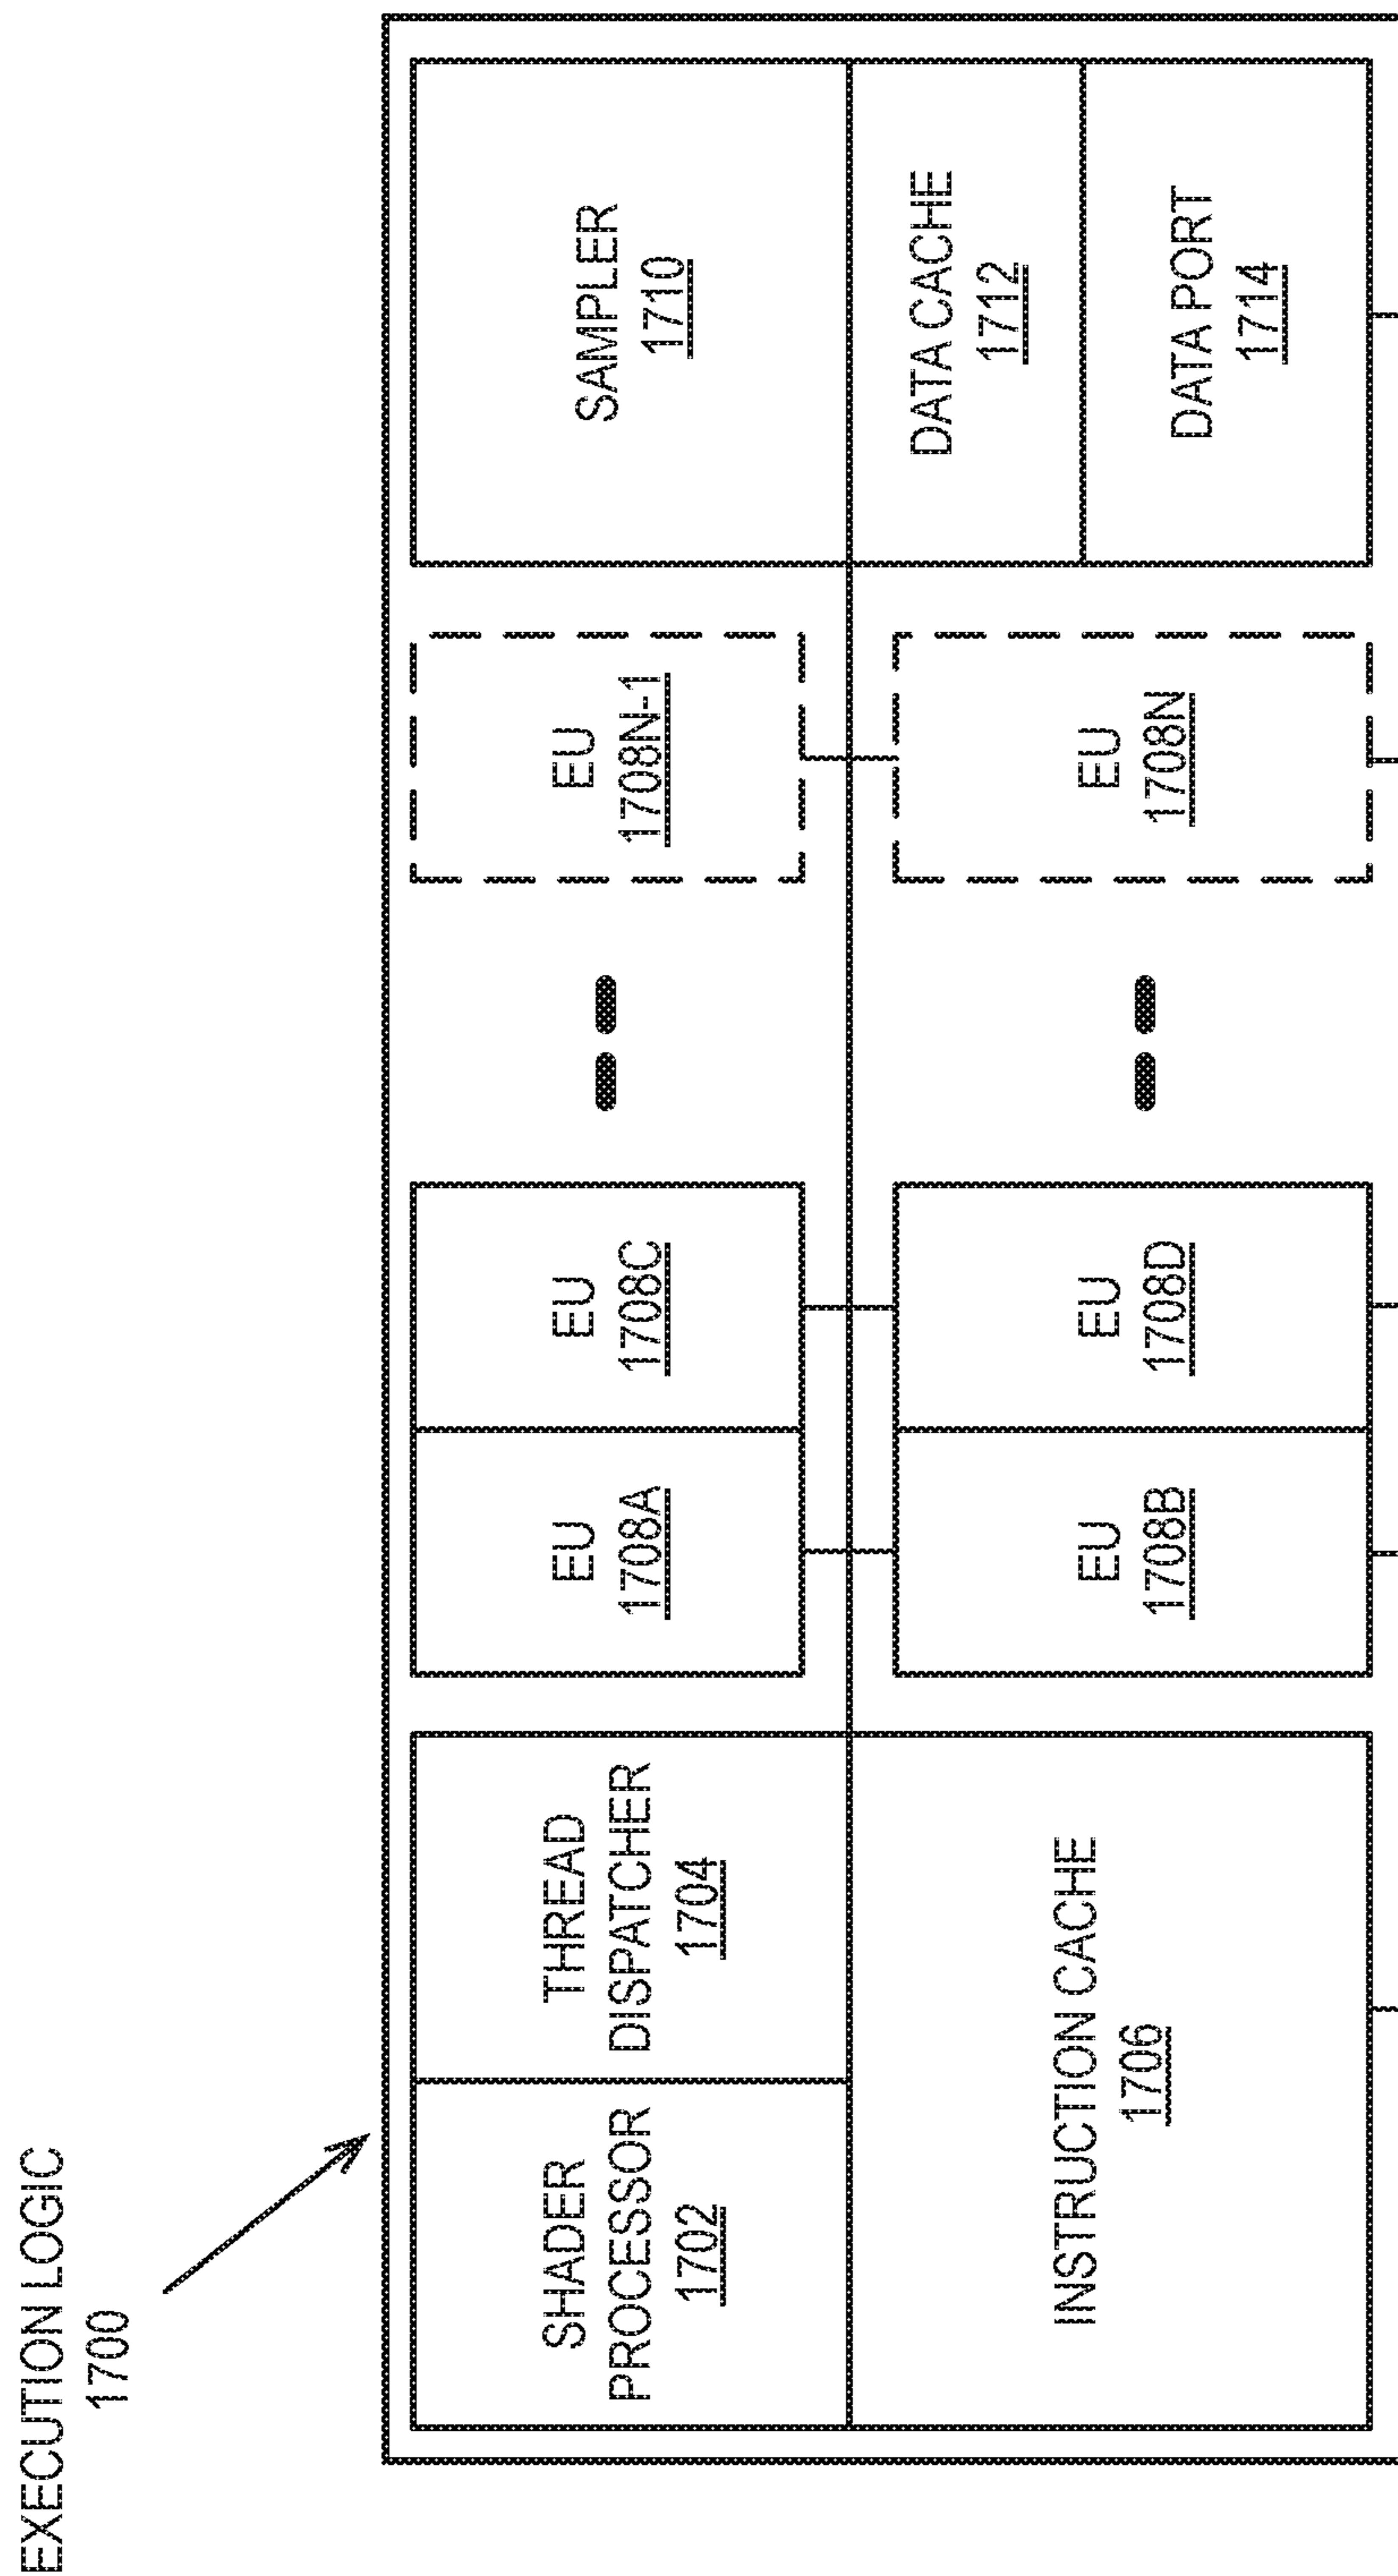 EXECUTION LOGIC
1700
SHADER
PROCESSOR
1702
THREAD
DISPATCHER
1704
INSTRUCTION CACHE
1706
EU
1708A
EU
1708C
EU
1708B
EU
1708D
EU
1708N-1
EU
1708N
SAMPLER
1710
DATA CACHE
1712
DATA PORT
1714